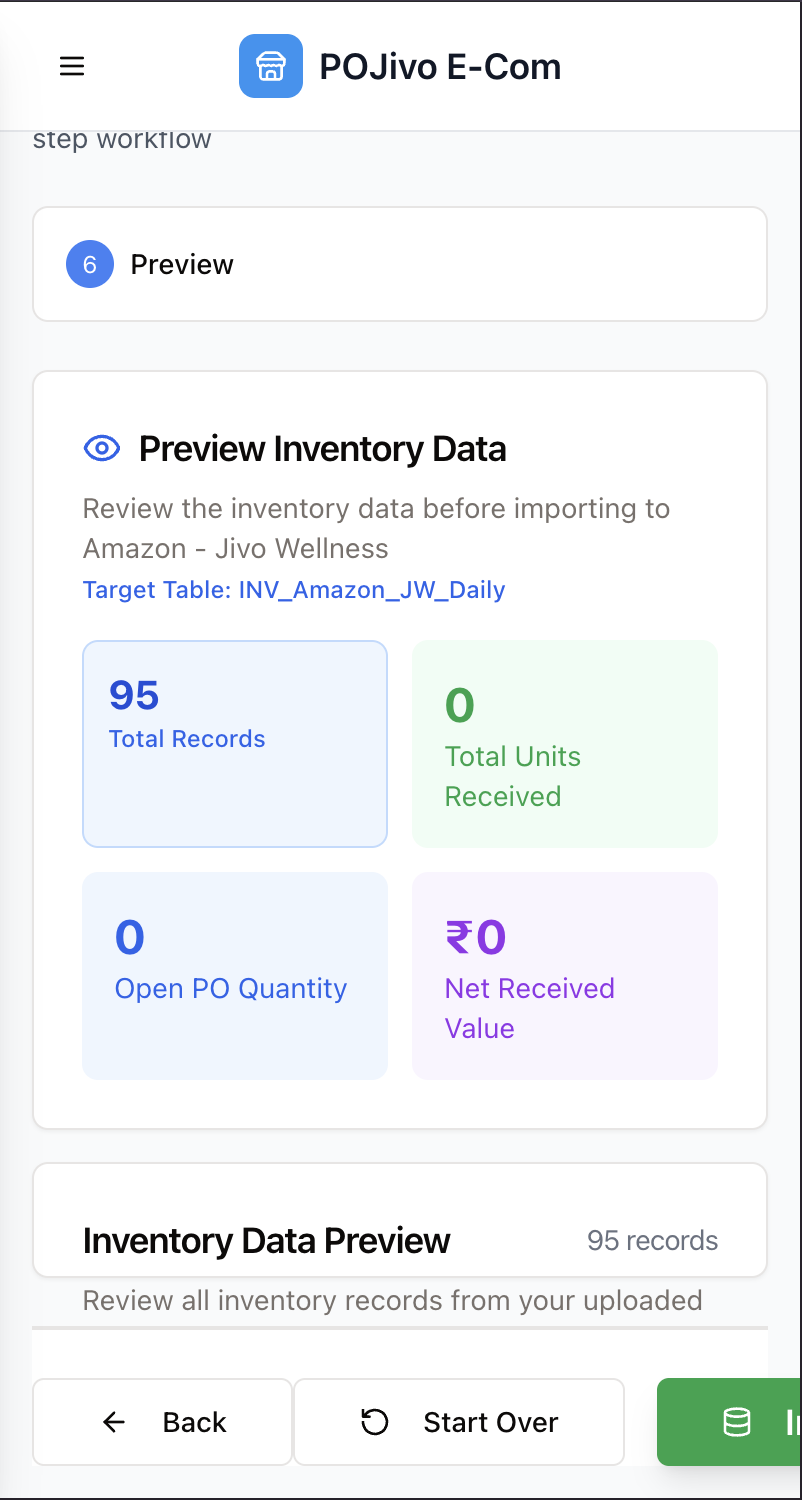 POJivo E-Com
step workflow
6 Preview
Preview Inventory Data
Review the inventory data before importing to
Amazon - Jivo Wellness
Target Table: INV_Amazon_JW_Daily
95
Total Records
0
Total Units
Received
0
Open PO Quantity
₹0
Net Received
Value
Inventory Data Preview
95 records
Review all inventory records from your uploaded
Back
Start Over